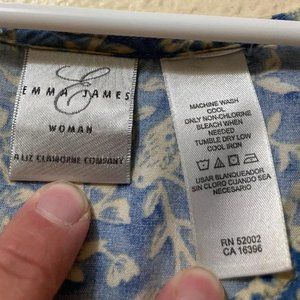 E
EMMA JAMES
WOMAN
A LIZ CLAIBORNE COMPANY
MACHINE WASH
COOL
ONLY NON-CHLORINE
BLEACH WHEN
NEEDED
TUMBLE DRY LOW
COOL IRON
USAR BLANQUEADOR
SIN CLORO CUANDO SEA
NECESARIO
RN 52002
CA 16396